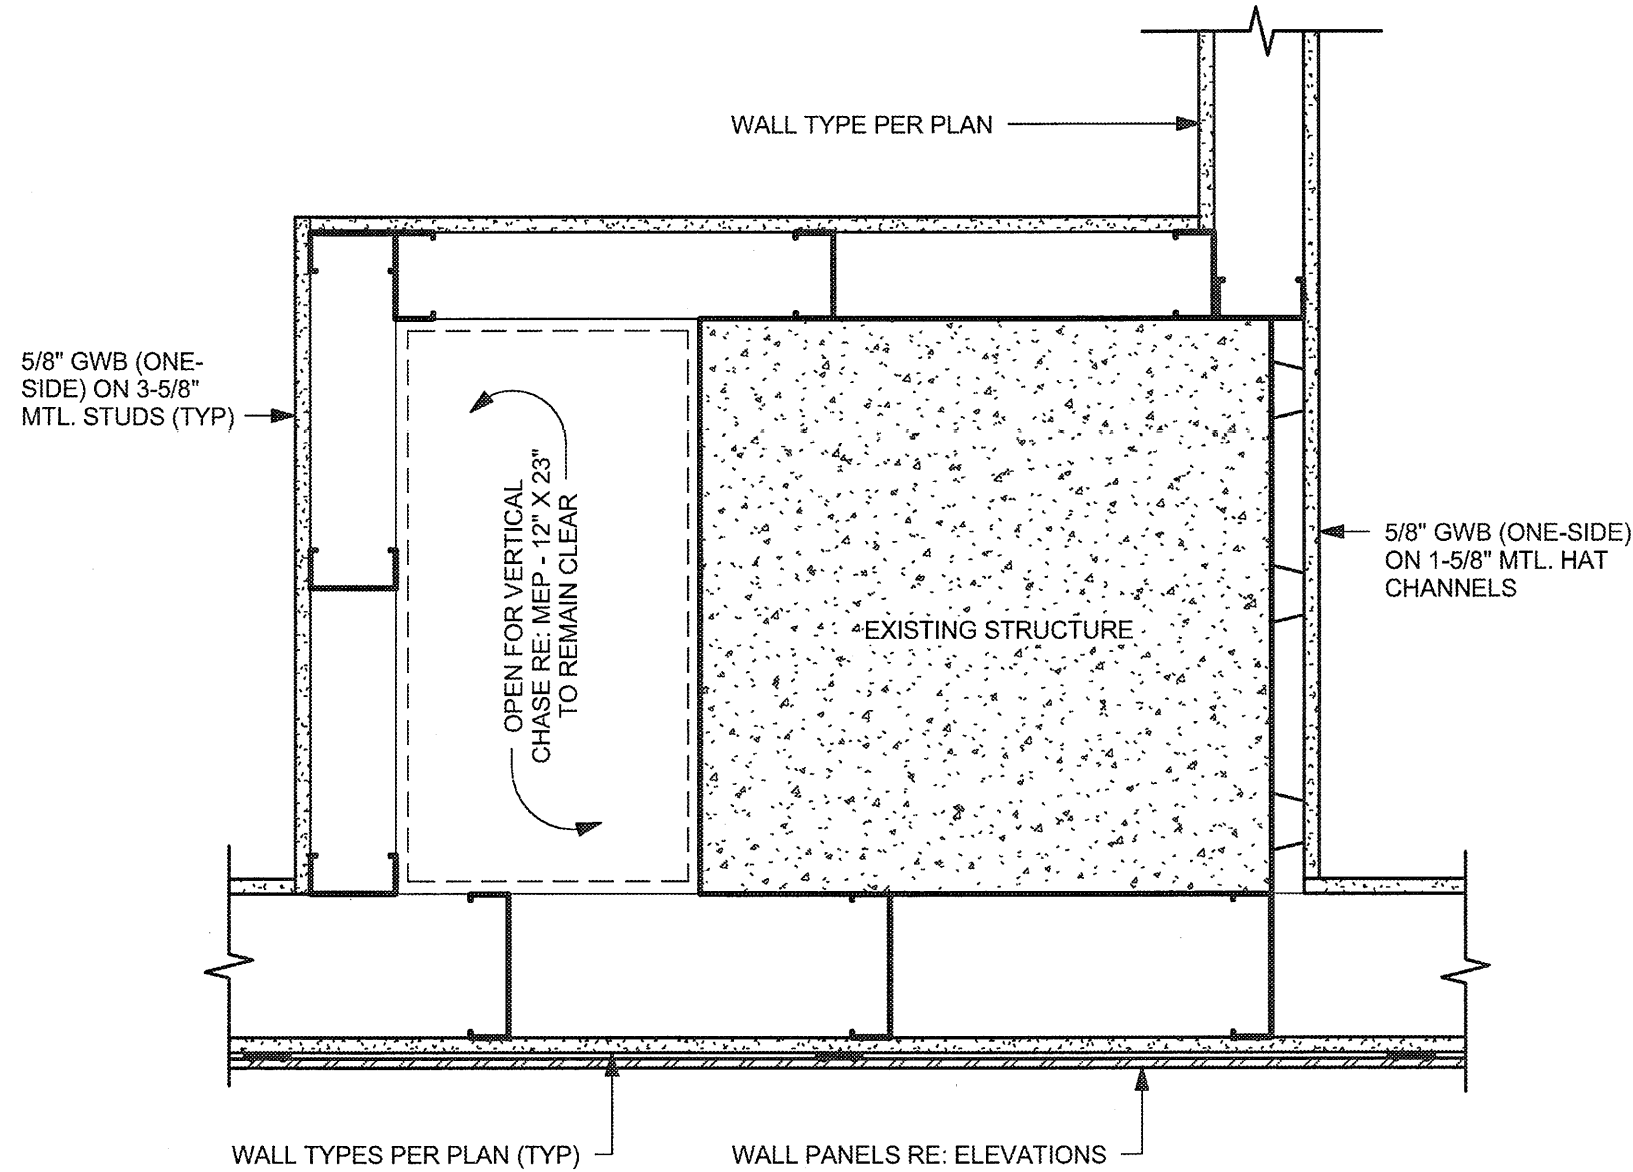 WALL TYPE PER PLAN
5/8" GWB (ONE-
SIDE) ON 3-5/8"
MTL. STUDS (TYP)
OPEN FOR VERTICAL
CHASE RE: MEP - 12" X 23"
TO REMAIN CLEAR
EXISTING STRUCTURE
5/8" GWB (ONE-SIDE)
ON 1-5/8" MTL. HAT
CHANNELS
WALL TYPES PER PLAN (TYP)
WALL PANELS RE: ELEVATIONS